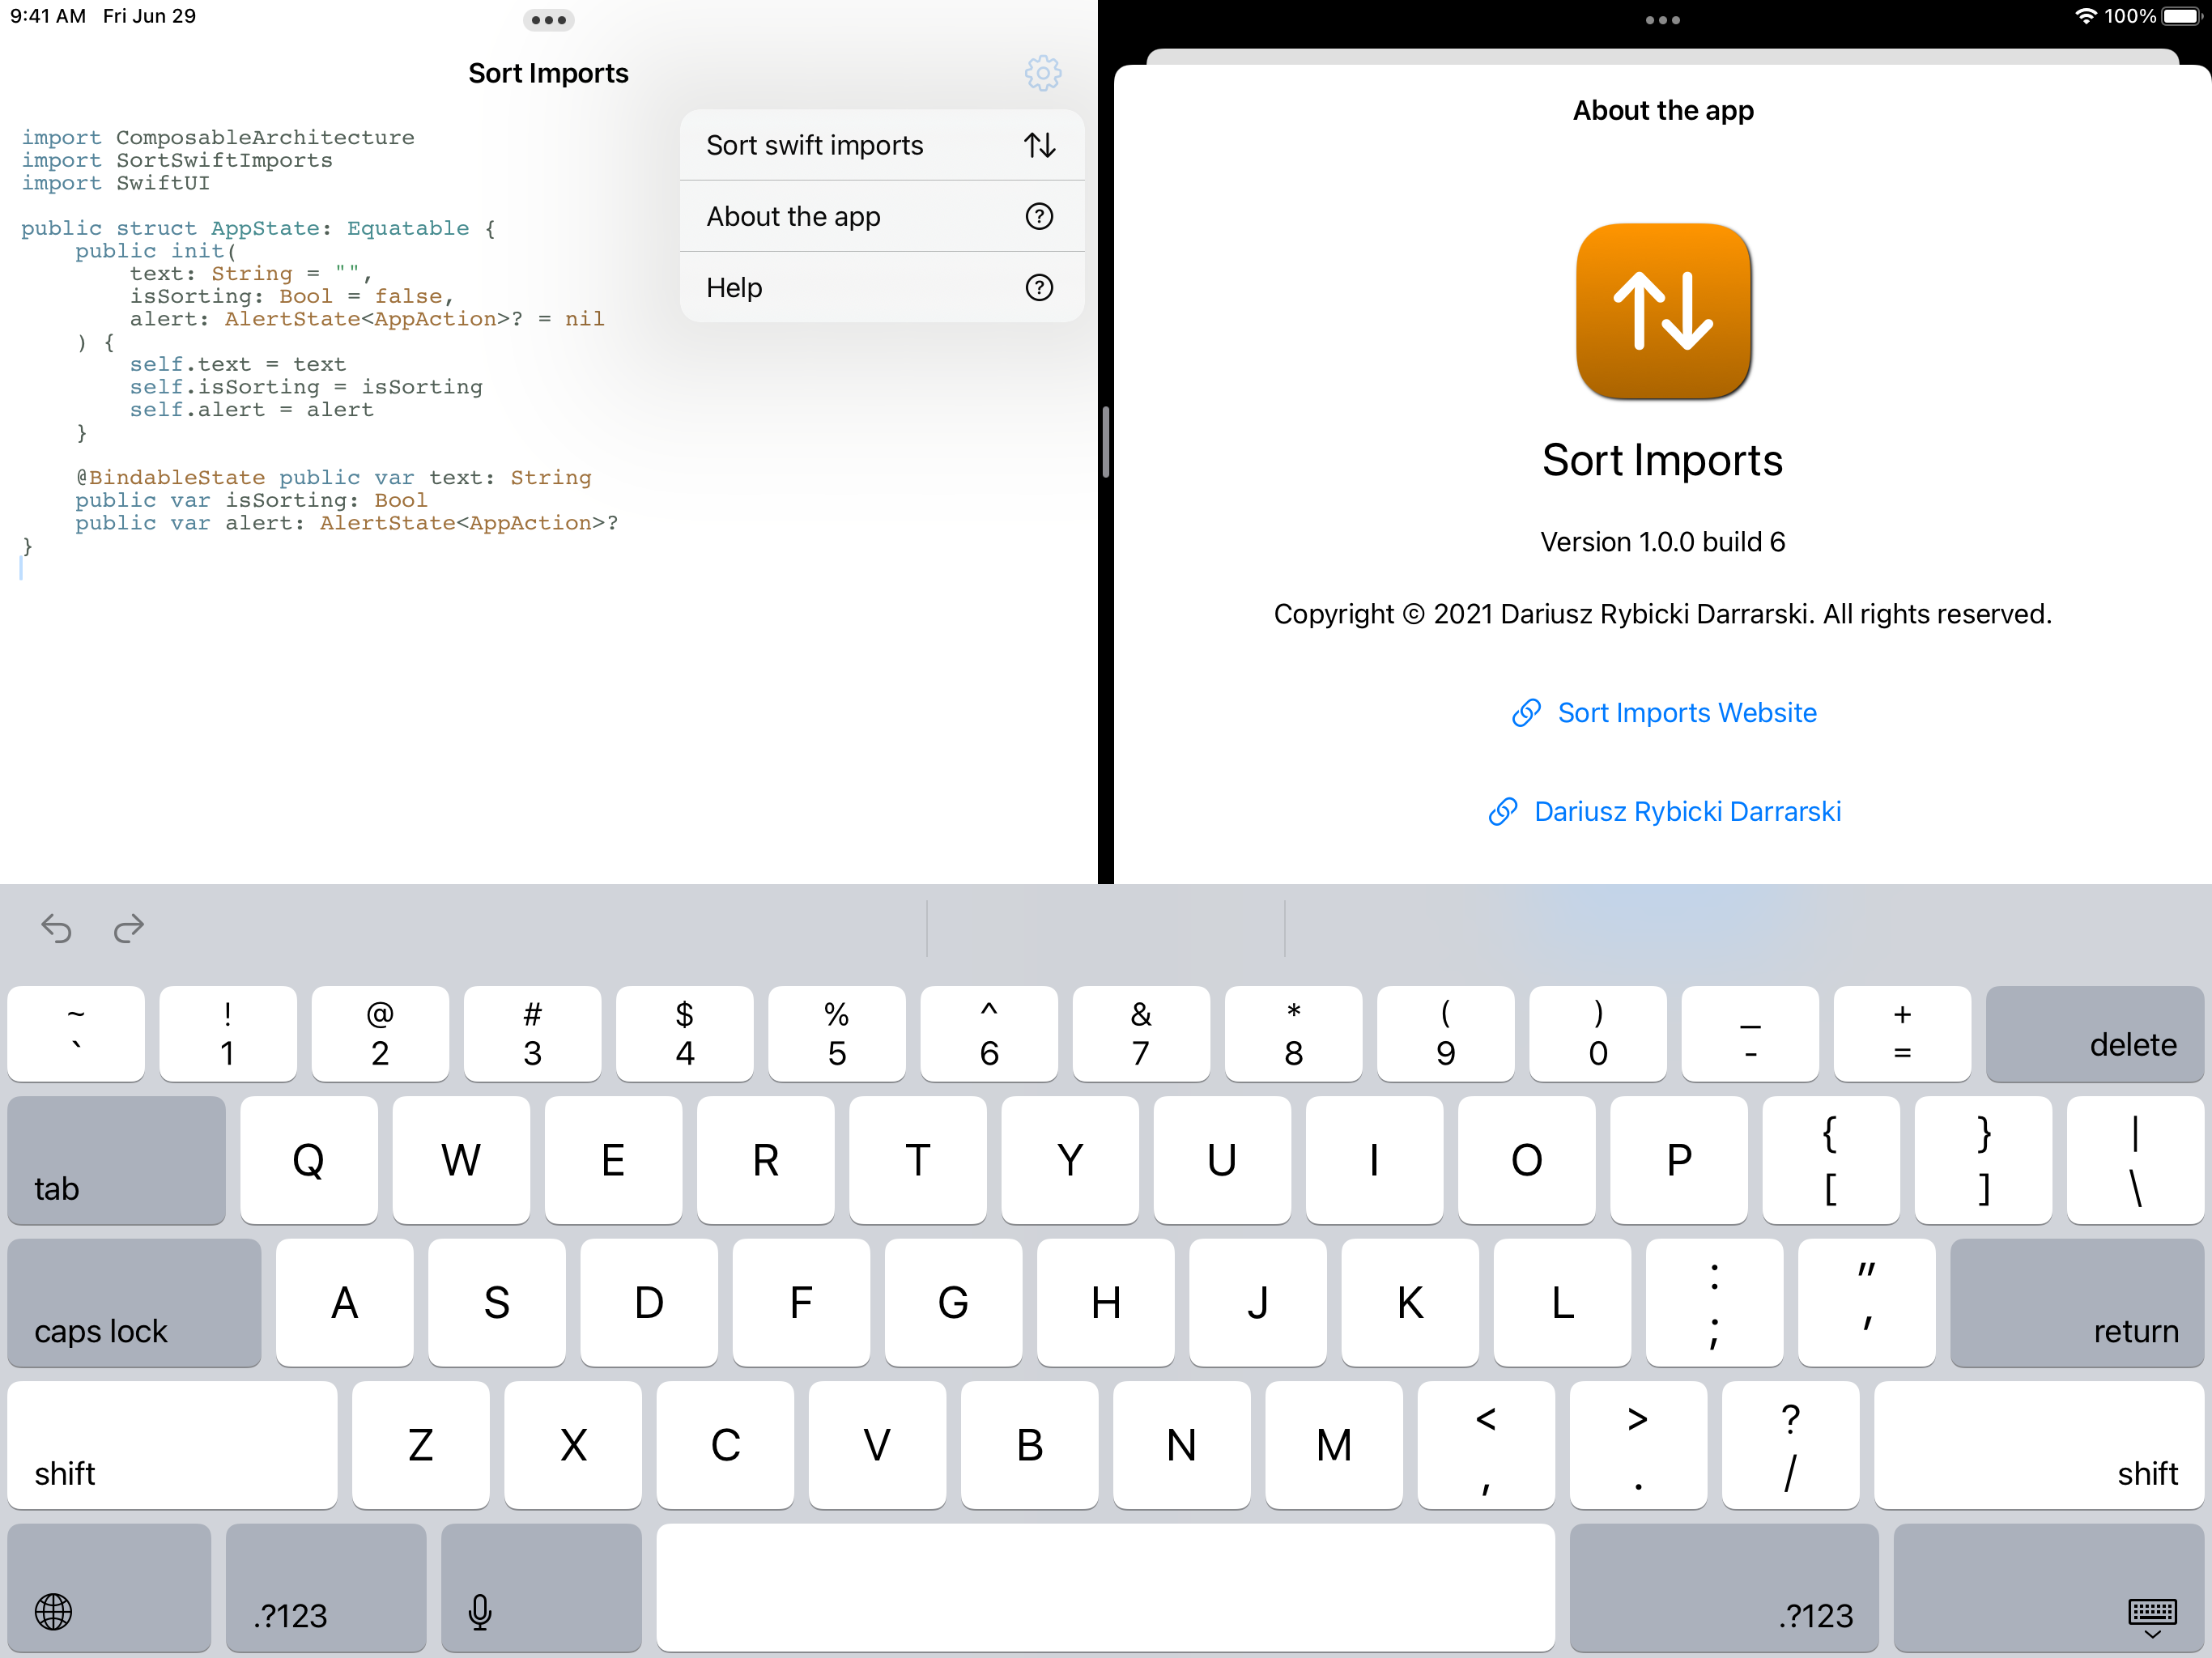 9:41 AM Fri Jun 29
100%
Sort Imports
import ComposableArchitecture
import SortSwiftImports
import SwiftUI
public struct AppState: Equatable {
    public init(
        text: String = "",
        isSorting: Bool = false,
        alert: AlertState<AppAction>? = nil
    ) {
        self.text = text
        self.isSorting = isSorting
        self.alert = alert
    }
    @BindableState public var text: String
    public var isSorting: Bool
    public var alert: AlertState<AppAction>?
}
Sort swift imports
About the app
Help
About the app
Sort Imports
Version 1.0.0 build 6
Copyright © 2021 Dariusz Rybicki Darrarski. All rights reserved.
Sort Imports Website
Dariusz Rybicki Darrarski
~ ! @ # $ % ^ & * ( ) _ +
` 1 2 3 4 5 6 7 8 9 0 - = delete
tab Q W E R T Y U I O P { [ } ] | \
caps lock A S D F G H J K L : ; " ' return
shift Z X C V B N M < , > . ? / shift
.?123 .?123